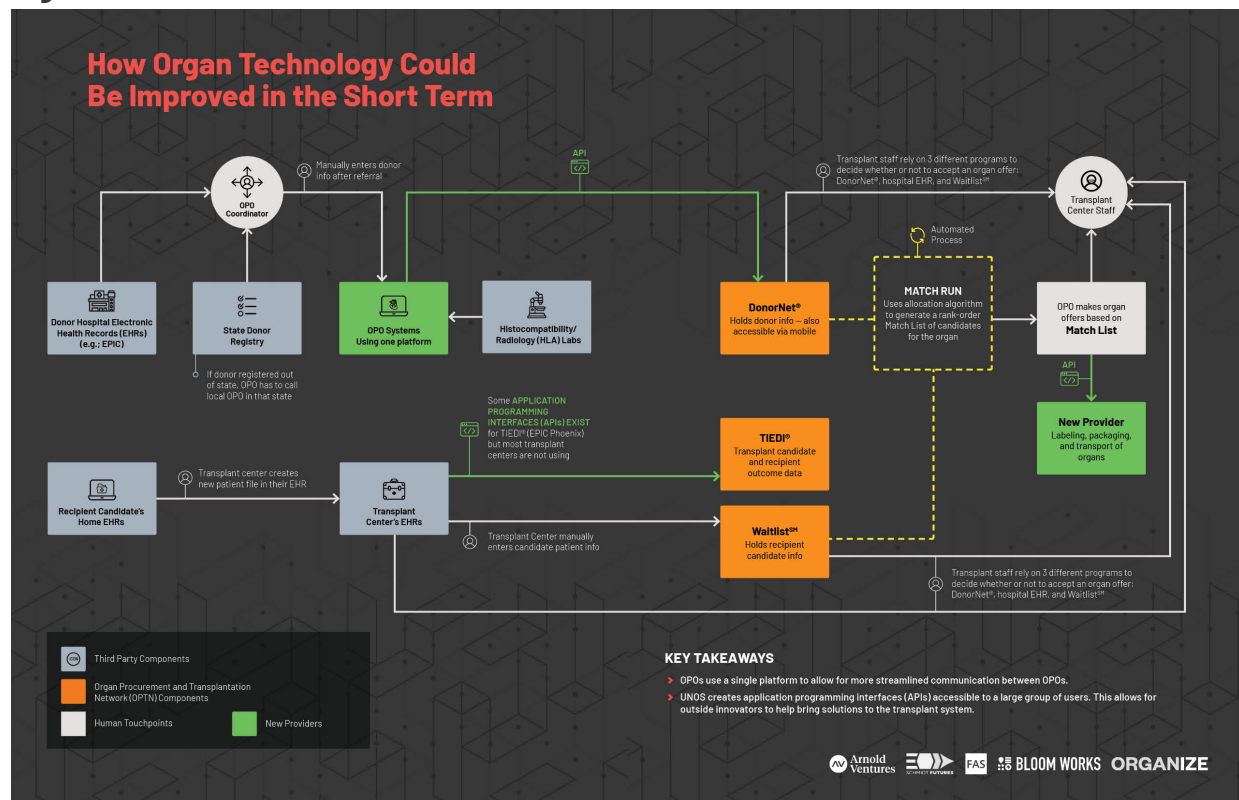 How Organ Technology Could
Be Improved in the Short Term
OPO
Coordinator
Manually enters donor
info after referral
API
Transplant staff rely on 3 different programs to
decide whether or not to accept an organ offer:
DonorNet®, hospital EHR, and Waitlist℠
Transplant
Center Staff
Automated
Process
Donor Hospital Electronic
Health Records (EHRs)
(e.g.; EPIC)
State Donor
Registry
OPO Systems
Using one platform
Histocompatibility/
Radiology (HLA) Labs
DonorNet®
Holds donor info – also
accessible via mobile
MATCH RUN
Uses allocation algorithm
to generate a rank-order
Match List of candidates
for the organ
OPO makes organ
offers based on
Match List
If donor registered out
of state, OPO has to call
local OPO in that state
API
Some APPLICATION
PROGRAMMING
INTERFACES (APIs) EXIST
for TIEDI® (EPIC Phoenix)
but most transplant
centers are not using
New Provider
Labeling, packaging,
and transport of
organs
TIEDI®
Transplant candidate
and recipient
outcome data
Recipient Candidate's
Home EHRs
Transplant center creates
new patient file in their EHR
Transplant
Center's EHRs
Transplant Center manually
enters candidate patient info
Waitlist℠
Holds recipient
candidate info
Transplant staff rely on 3 different programs to
decide whether or not to accept an organ offer:
DonorNet®, hospital EHR, and Waitlist℠
ICON
Third Party Components
Organ Procurement and Transplantation
Network (OPTN) Components
Human Touchpoints
New Providers
KEY TAKEAWAYS
OPOs use a single platform to allow for more streamlined communication between OPOs.
UNOS creates application programming interfaces (APIs) accessible to a large group of users. This allows for
outside innovators to help bring solutions to the transplant system.
AV Arnold
Ventures
SCHMIDT FUTURES
FAS
BLOOM WORKS
ORGANIZE